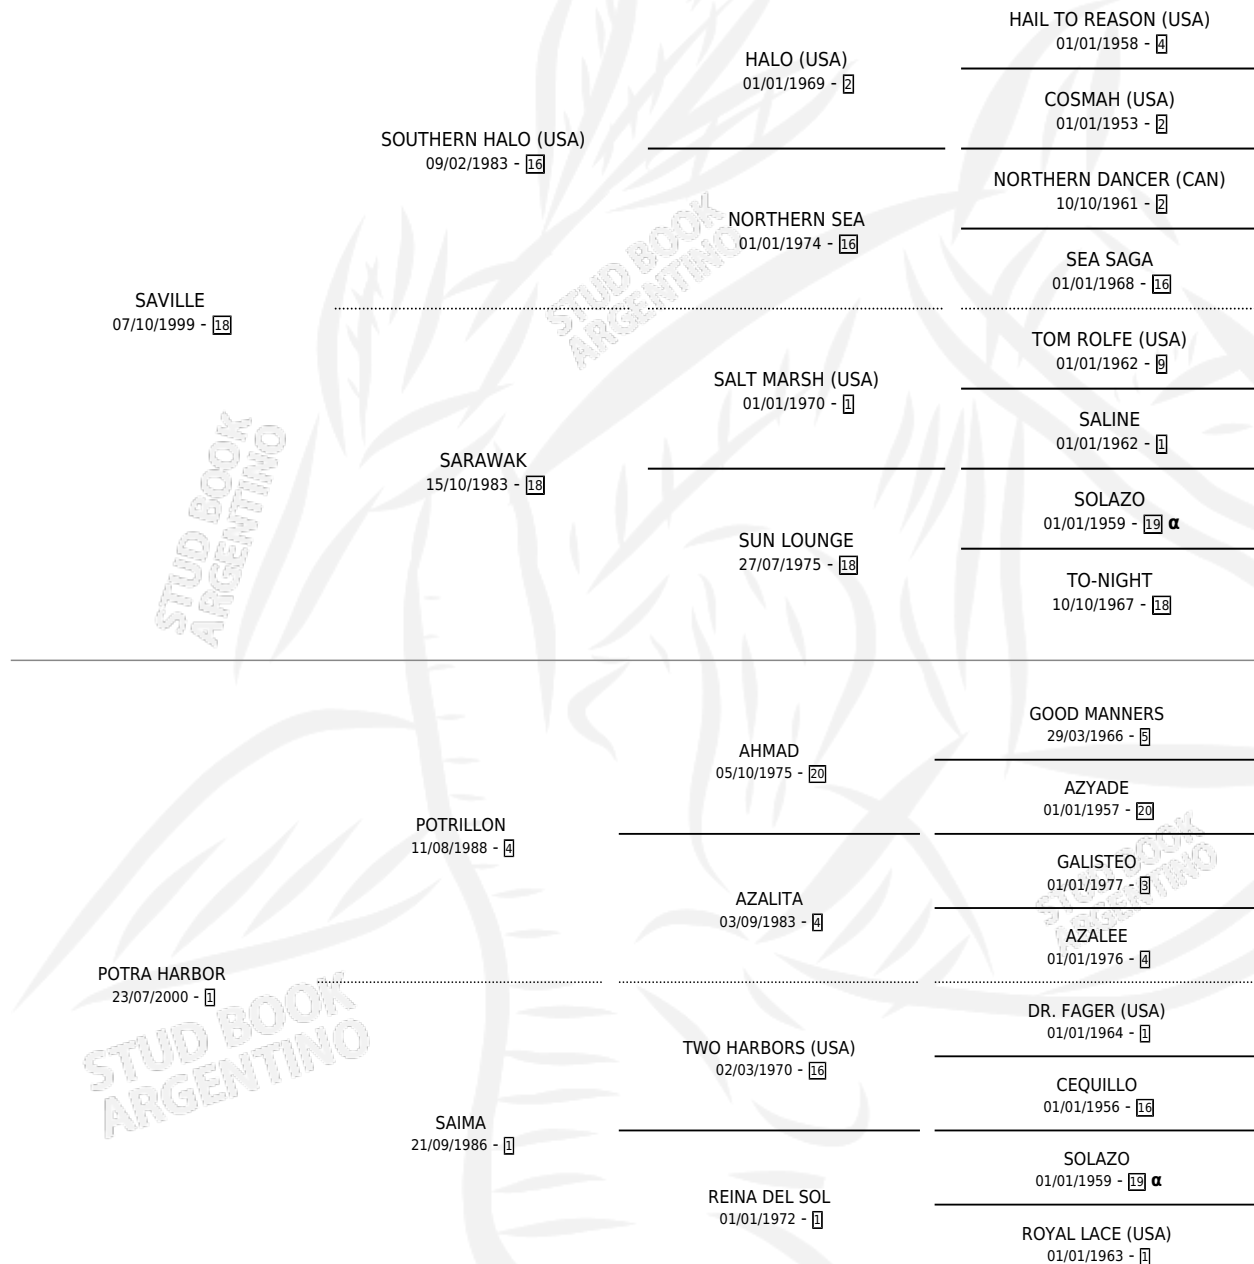 HAIL TO REASON (USA)
01/01/1958 - 4
HALO (USA)
01/01/1969 - 2
COSMAH (USA)
01/01/1953 - 2
SOUTHERN HALO (USA)
09/02/1983 - 16
NORTHERN DANCER (CAN)
10/10/1961 - 2
NORTHERN SEA
01/01/1974 - 16
SEA SAGA
01/01/1968 - 16
STUD BOOK
ARGENTINO
SAVILLE
07/10/1999 - 18
TOM ROLFE (USA)
01/01/1962 - 9
SALT MARSH (USA)
01/01/1970 - 1
SALINE
01/01/1962 - 1
STUD BOOK
ARGENTINO
SARAWAK
15/10/1983 - 18
SOLAZO
01/01/1959 - 19 α
SUN LOUNGE
27/07/1975 - 18
TO-NIGHT
10/10/1967 - 18
GOOD MANNERS
29/03/1966 - 5
AHMAD
05/10/1975 - 20
AZYADE
01/01/1957 - 20
POTRILLON
11/08/1988 - 4
GALISTEO
01/01/1977 - 3
STUD BOOK
ARGENTINO
AZALITA
03/09/1983 - 4
AZALEE
01/01/1976 - 4
POTRA HARBOR
23/07/2000 - 1
STUD BOOK
ARGENTINO
DR. FAGER (USA)
01/01/1964 - 1
TWO HARBORS (USA)
02/03/1970 - 16
CEQUILLO
01/01/1956 - 16
SAIMA
21/09/1986 - 1
SOLAZO
01/01/1959 - 19 α
REINA DEL SOL
01/01/1972 - 1
ROYAL LACE (USA)
01/01/1963 - 1